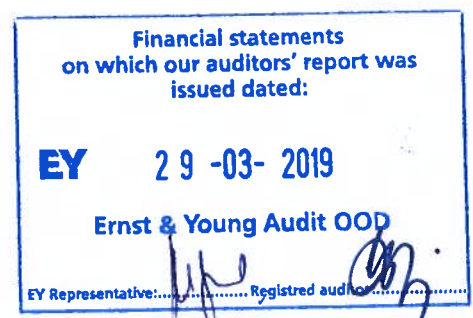 Financial statements
on which our auditors' report was
issued dated:
EY 29 -03- 2019
Ernst & Young Audit OOD
EY Representative:.................... Registred auditor......................